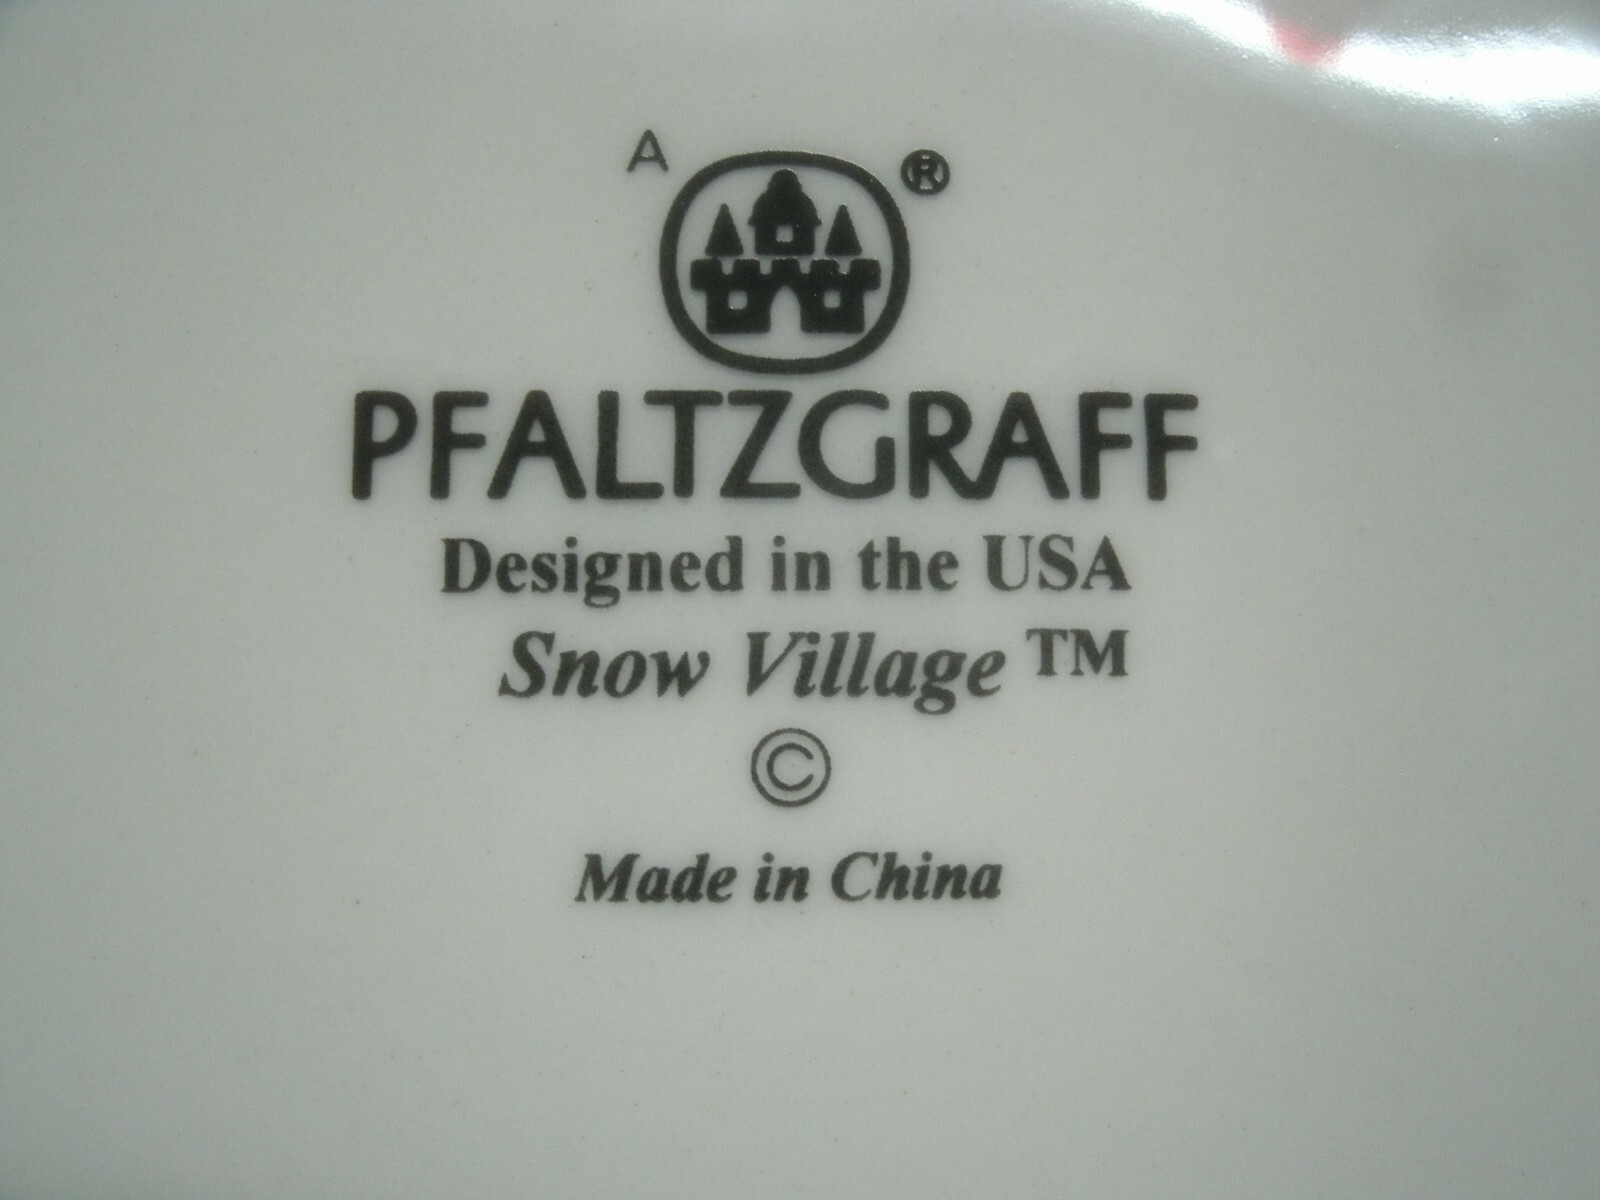 A ®
PFALTZGRAFF
Designed in the USA
Snow Village ™
©
Made in China